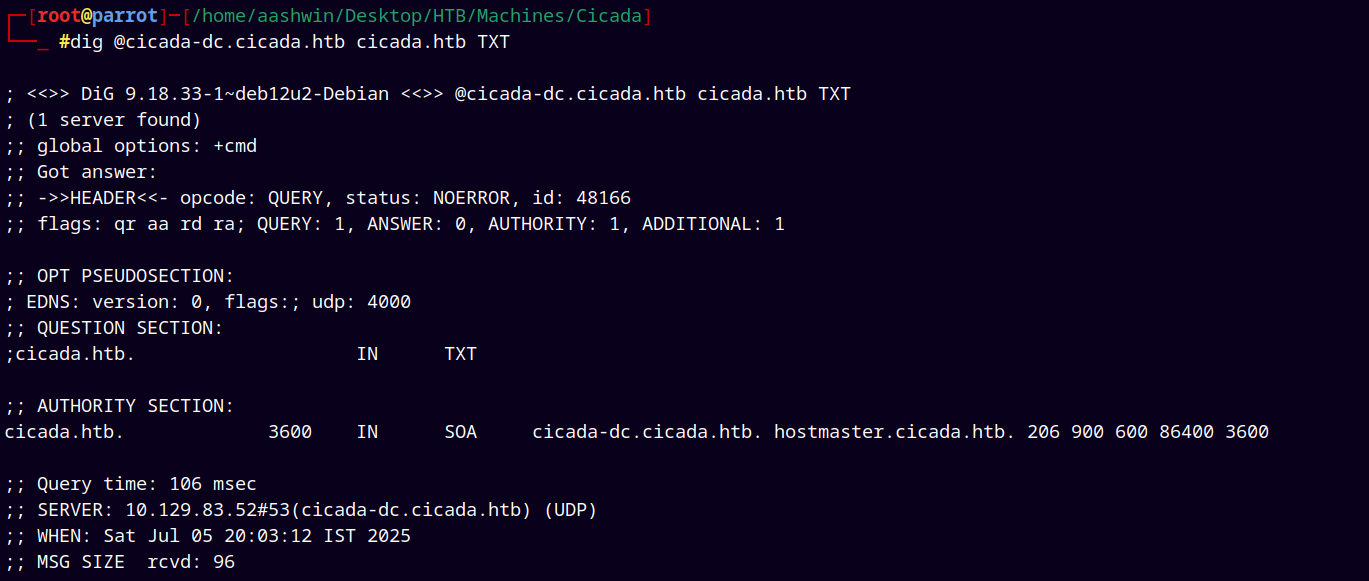 ┌─[root@parrot]─[/home/aashwin/Desktop/HTB/Machines/Cicada]
└──_ #dig @cicada-dc.cicada.htb cicada.htb TXT
; <<>> DiG 9.18.33-1~deb12u2-Debian <<>> @cicada-dc.cicada.htb cicada.htb TXT
; (1 server found)
;; global options: +cmd
;; Got answer:
;; ->>HEADER<<- opcode: QUERY, status: NOERROR, id: 48166
;; flags: qr aa rd ra; QUERY: 1, ANSWER: 0, AUTHORITY: 1, ADDITIONAL: 1
;; OPT PSEUDOSECTION:
; EDNS: version: 0, flags:; udp: 4000
;; QUESTION SECTION:
;cicada.htb. IN TXT
;; AUTHORITY SECTION:
cicada.htb. 3600 IN SOA cicada-dc.cicada.htb. hostmaster.cicada.htb. 206 900 600 86400 3600
;; Query time: 106 msec
;; SERVER: 10.129.83.52#53(cicada-dc.cicada.htb) (UDP)
;; WHEN: Sat Jul 05 20:03:12 IST 2025
;; MSG SIZE  rcvd: 96